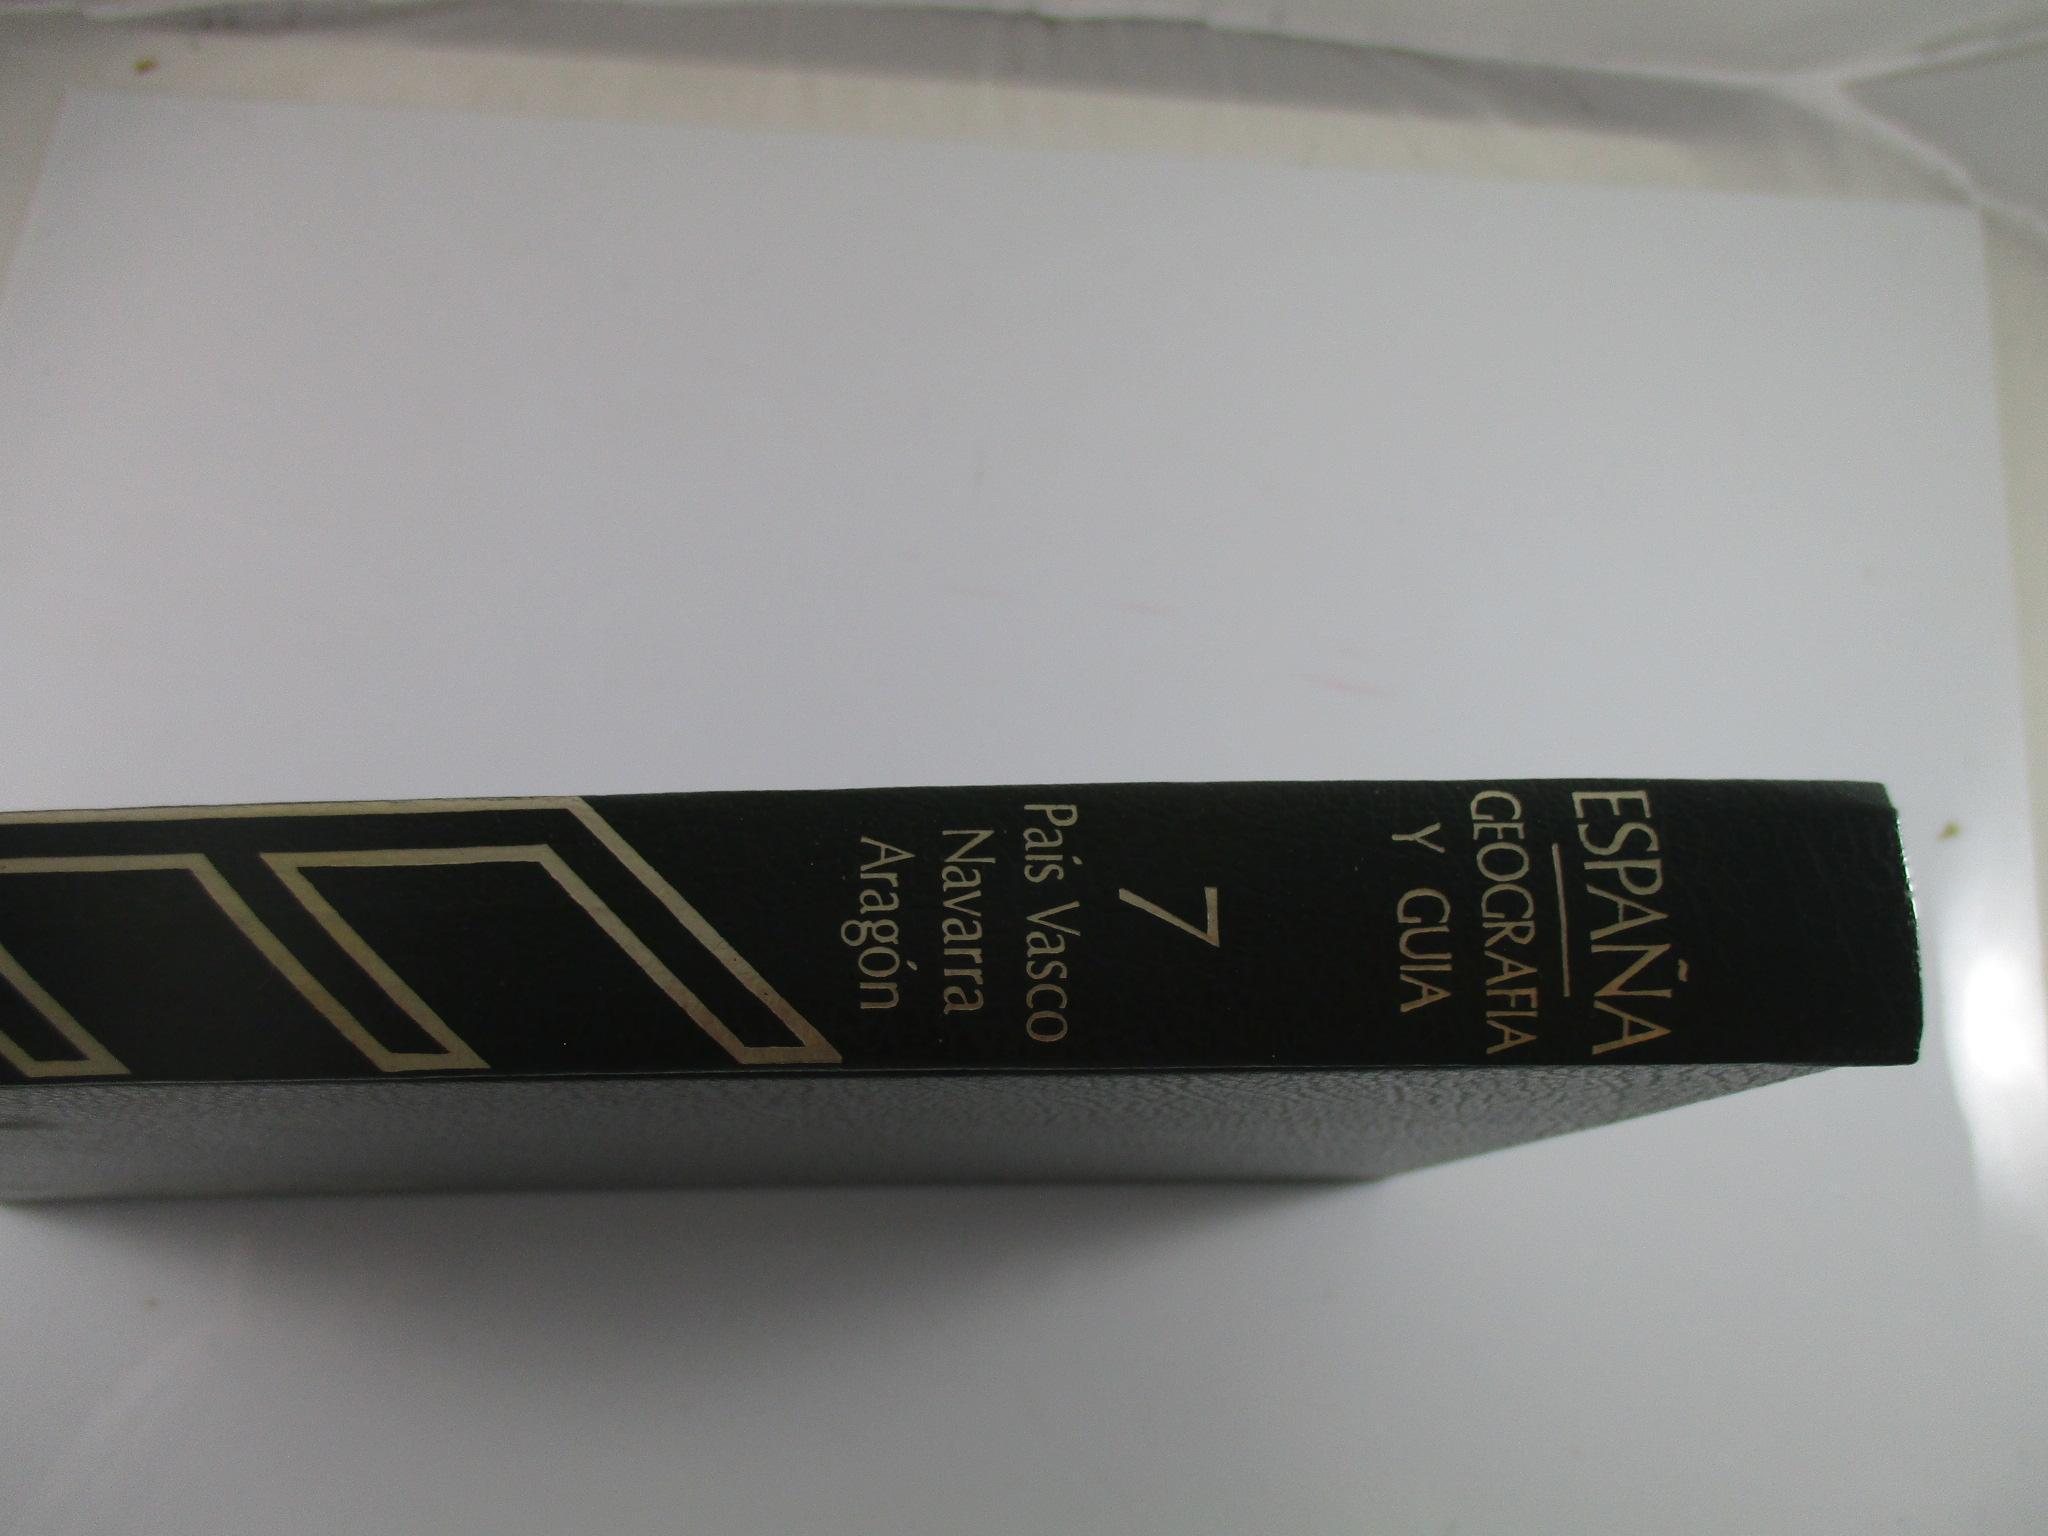 ESPAÑA
GEOGRAFIA
Y GUIA
7
País Vasco
Navarra
Aragón